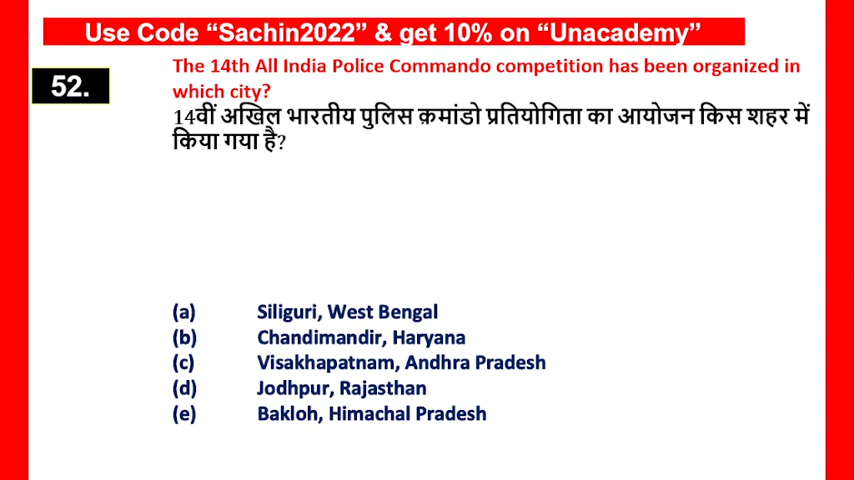 Use Code “Sachin2022” & get 10% on “Unacademy”
52.
The 14th All India Police Commando competition has been organized in
which city?
14वीं अखिल भारतीय पुलिस क़मांडो प्रतियोगिता का आयोजन किस शहर में
किया गया है?
(a) Siliguri, West Bengal
(b) Chandimandir, Haryana
(c) Visakhapatnam, Andhra Pradesh
(d) Jodhpur, Rajasthan
(e) Bakloh, Himachal Pradesh